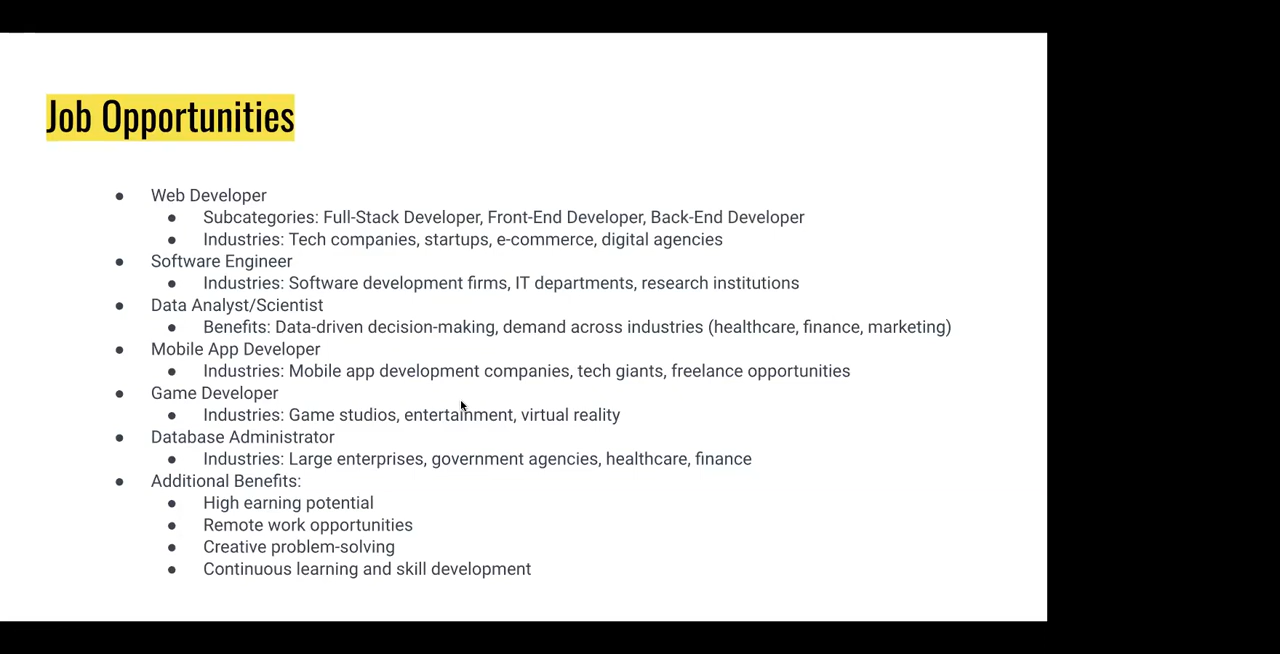 Job Opportunities
● Web Developer
● Subcategories: Full-Stack Developer, Front-End Developer, Back-End Developer
● Industries: Tech companies, startups, e-commerce, digital agencies
● Software Engineer
● Industries: Software development firms, IT departments, research institutions
● Data Analyst/Scientist
● Benefits: Data-driven decision-making, demand across industries (healthcare, finance, marketing)
● Mobile App Developer
● Industries: Mobile app development companies, tech giants, freelance opportunities
● Game Developer
● Industries: Game studios, entertainment, virtual reality
● Database Administrator
● Industries: Large enterprises, government agencies, healthcare, finance
● Additional Benefits:
● High earning potential
● Remote work opportunities
● Creative problem-solving
● Continuous learning and skill development